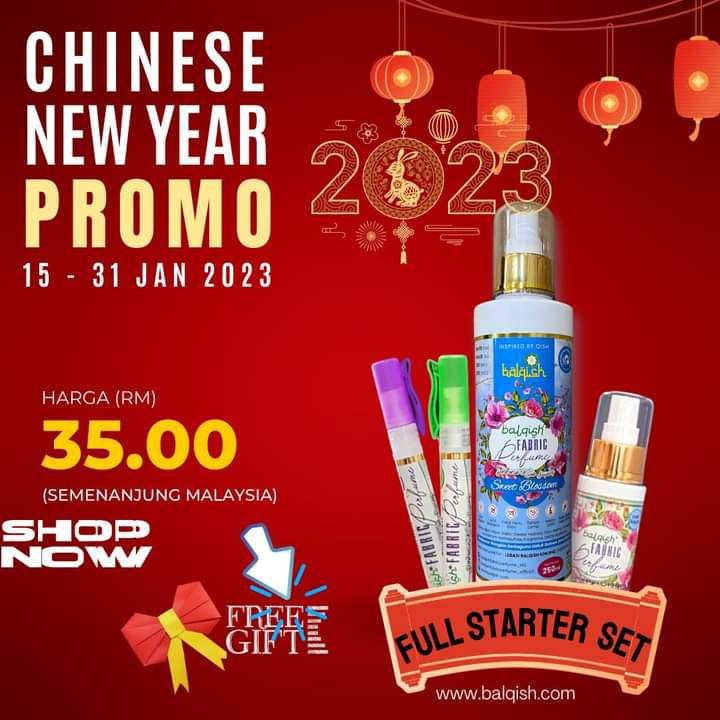 CHINESE
NEW YEAR
PROMO
15 - 31 JAN 2023
2023
HARGA (RM)
35.00
(SEMENANJUNG MALAYSIA)
SHOP
NOW
FREE
GIFT
INSPIRED BY QISH
balqish
balqish
FABRIC
Perfume
Sweet Blossom
250ml
balqish FABRIC Perfume
balqish FABRIC Perfume
balqish
FABRIC
Perfume
FULL STARTER SET
www.balqish.com